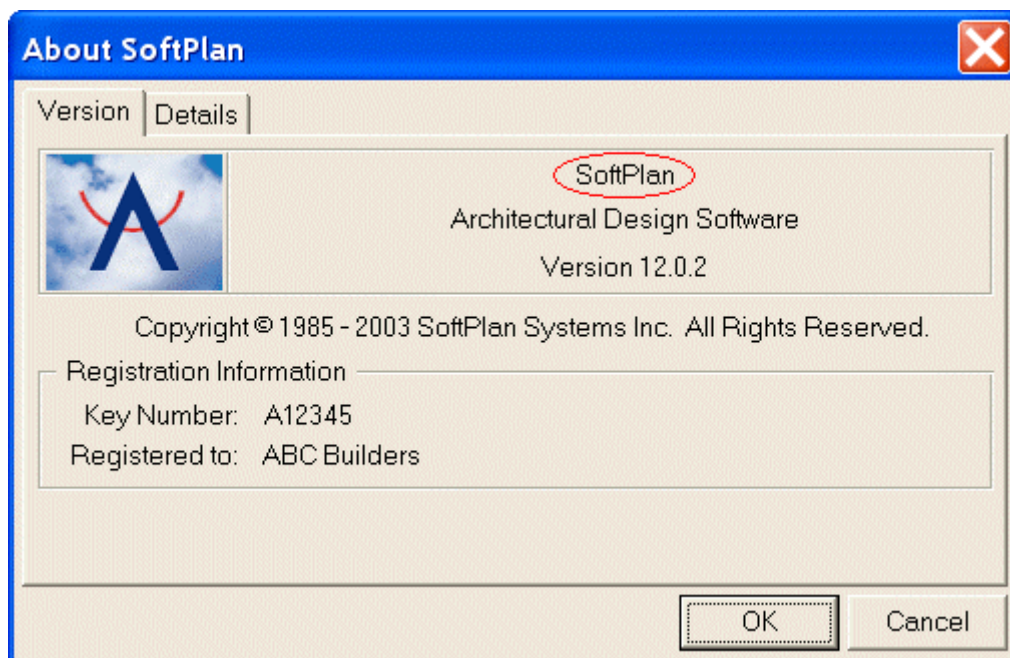 About SoftPlan
Version Details
SoftPlan
Architectural Design Software
Version 12.0.2
Copyright © 1985 - 2003 SoftPlan Systems Inc. All Rights Reserved.
Registration Information
Key Number: A12345
Registered to: ABC Builders
OK Cancel